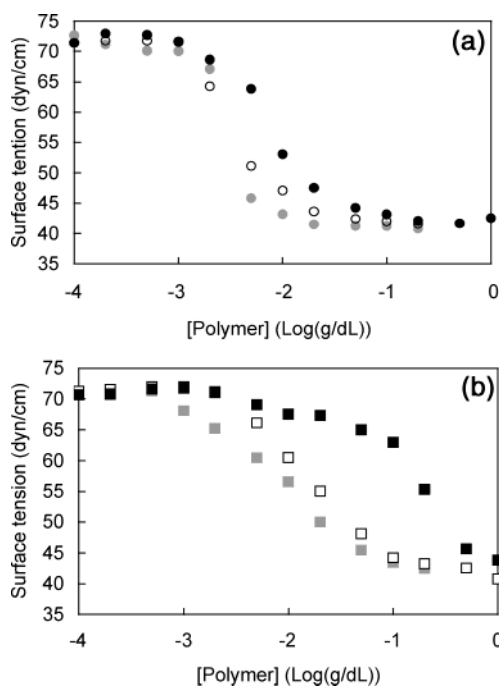 (a)
75
70
65
60
55
50
45
40
35
Surface tention (dyn/cm)
-4 -3 -2 -1 0
[Polymer] (Log(g/dL))
(b)
75
70
65
60
55
50
45
40
35
Surface tension (dyn/cm)
-4 -3 -2 -1 0
[Polymer] (Log(g/dL))